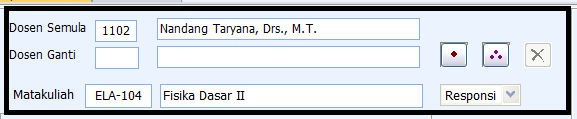 Dosen Semula 1102 Nandang Taryana, Drs., M.T.
Dosen Ganti
Matakuliah ELA-104 Fisika Dasar II Responsi